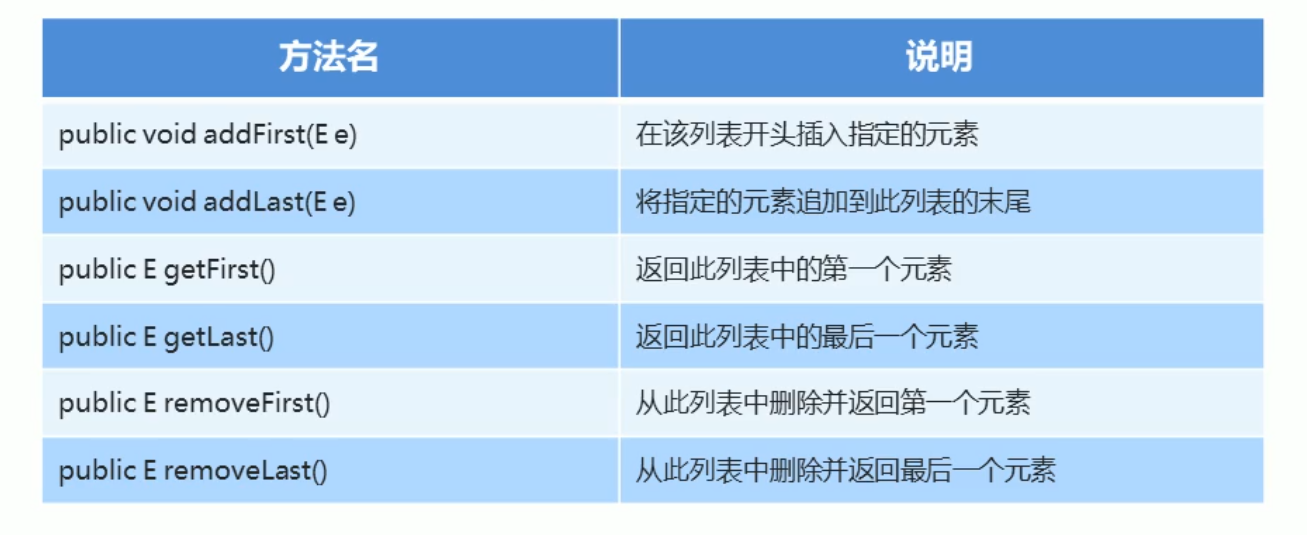 方法名 说明
public void addFirst(E e) 在该列表开头插入指定的元素
public void addLast(E e) 将指定的元素追加到此列表的末尾
public E getFirst() 返回此列表中的第一个元素
public E getLast() 返回此列表中的最后一个元素
public E removeFirst() 从此列表中删除并返回第一个元素
public E removeLast() 从此列表中删除并返回最后一个元素